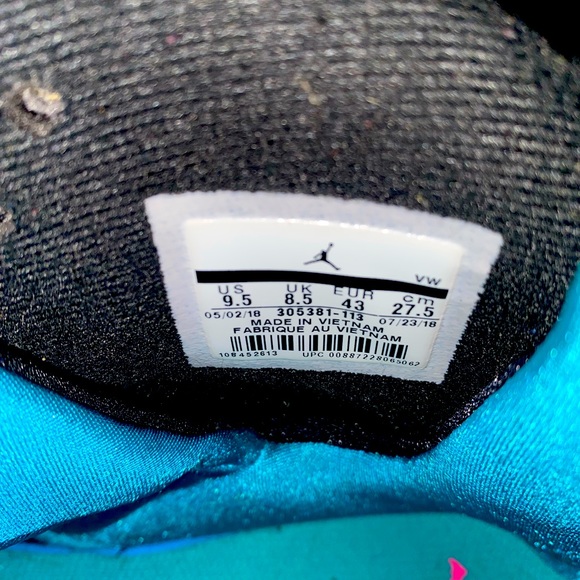 VW
US UK EUR cm
9.5 8.5 43 27.5
05/02/18 305381-113 07/23/18
MADE IN VIETNAM
FABRIQUE AU VIETNAM
108452613 UPC 00887228065062